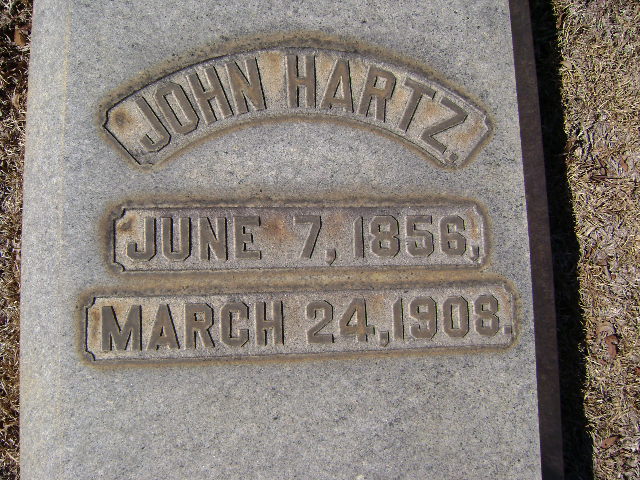 JOHN HARTZ.
JUNE 7, 1856,
MARCH 24, 1908.